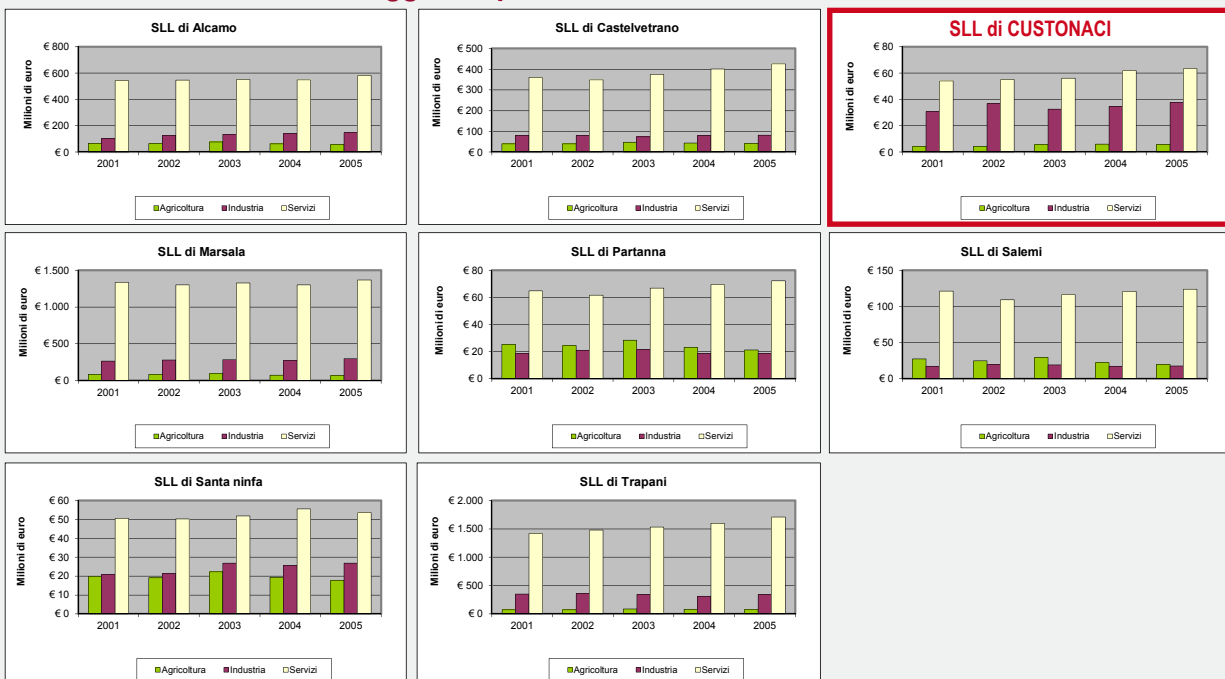 SLL di Alcamo
Milioni di euro
€ 800
€ 600
€ 400
€ 200
€ 0
2001 2002 2003 2004 2005
Agricoltura Industria Servizi
SLL di Castelvetrano
Milioni di euro
€ 500
€ 400
€ 300
€ 200
€ 100
€ 0
2001 2002 2003 2004 2005
Agricoltura Industria Servizi
SLL di CUSTONACI
Milioni di euro
€ 80
€ 60
€ 40
€ 20
€ 0
2001 2002 2003 2004 2005
Agricoltura Industria Servizi
SLL di Marsala
Milioni di euro
€ 1.500
€ 1.000
€ 500
€ 0
2001 2002 2003 2004 2005
Agricoltura Industria Servizi
SLL di Partanna
Milioni di euro
€ 80
€ 60
€ 40
€ 20
€ 0
2001 2002 2003 2004 2005
Agricoltura Industria Servizi
SLL di Salemi
Milioni di euro
€ 150
€ 100
€ 50
€ 0
2001 2002 2003 2004 2005
Agricoltura Industria Servizi
SLL di Santa ninfa
Milioni di euro
€ 60
€ 50
€ 40
€ 30
€ 20
€ 10
€ 0
2001 2002 2003 2004 2005
Agricoltura Industria Servizi
SLL di Trapani
Milioni di euro
€ 2.000
€ 1.500
€ 1.000
€ 500
€ 0
2001 2002 2003 2004 2005
Agricoltura Industria Servizi